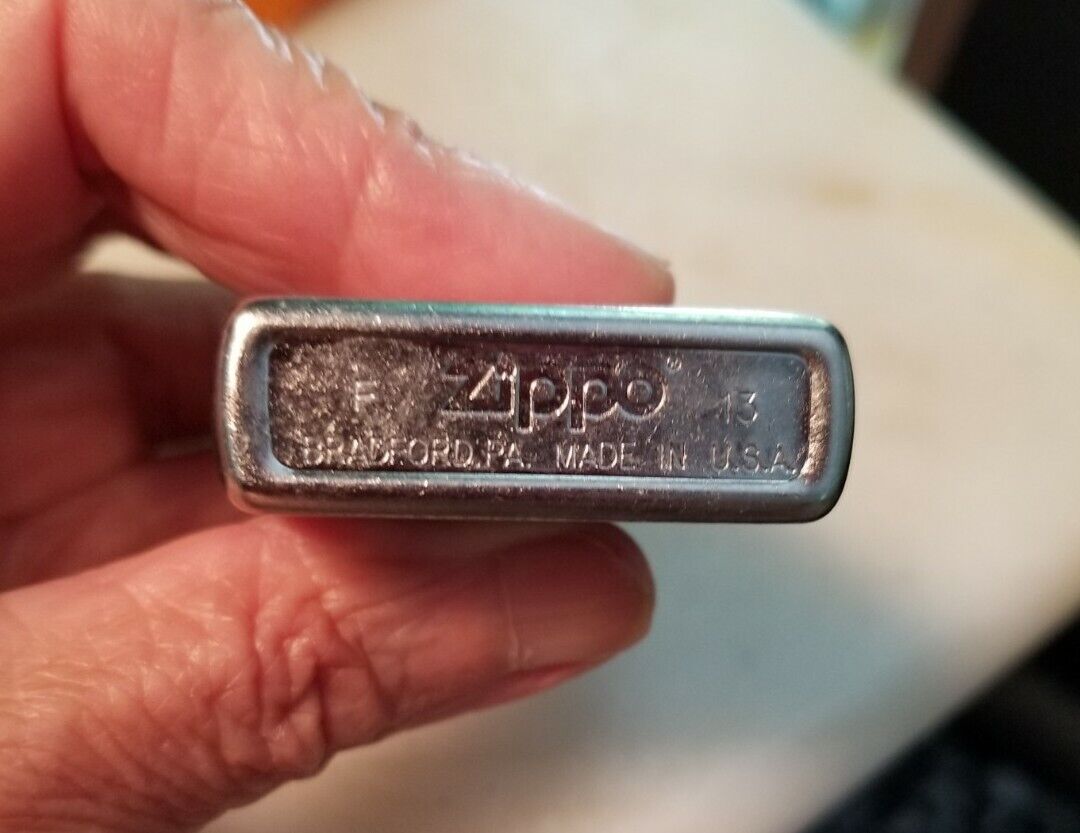 F Zippo® 13
BRADFORD, PA. MADE IN U.S.A.